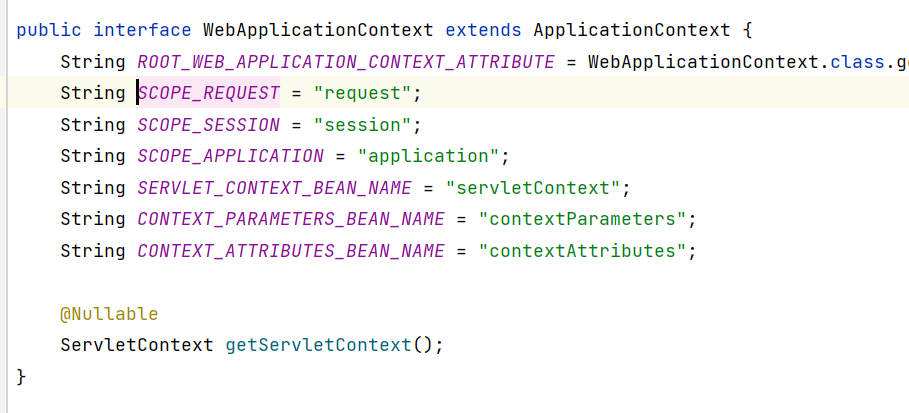 public interface WebApplicationContext extends ApplicationContext {
String ROOT_WEB_APPLICATION_CONTEXT_ATTRIBUTE = WebApplicationContext.class.g
String SCOPE_REQUEST = "request";
String SCOPE_SESSION = "session";
String SCOPE_APPLICATION = "application";
String SERVLET_CONTEXT_BEAN_NAME = "servletContext";
String CONTEXT_PARAMETERS_BEAN_NAME = "contextParameters";
String CONTEXT_ATTRIBUTES_BEAN_NAME = "contextAttributes";
@Nullable
ServletContext getServletContext();
}